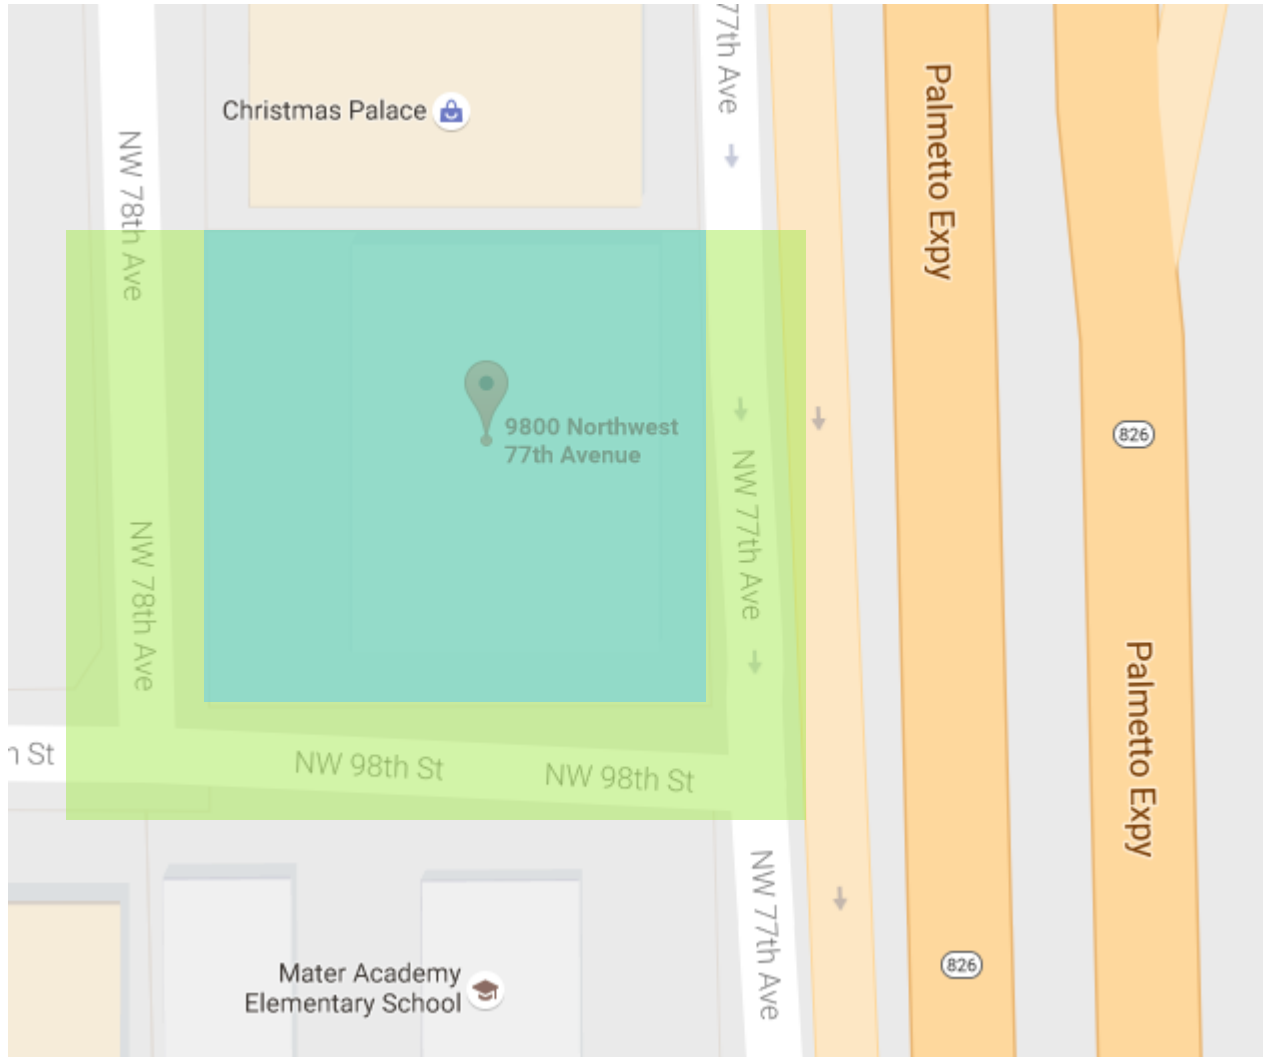 77th Ave
Palmetto Expy
Christmas Palace
NW 78th Ave
9800 Northwest
77th Avenue
826
NW 77th Ave
NW 78th Ave
Palmetto Expy
St
NW 98th St
NW 98th St
NW 77th Ave
826
Mater Academy
Elementary School